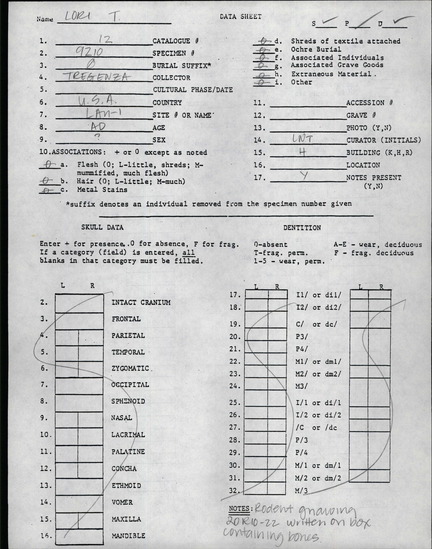 Name LORI T. DATA SHEET S ✓ P ✓ D ✓
1. 12 CATALOGUE #
2. 9210 SPECIMEN #
3. 0 BURIAL SUFFIX*
4. TREGENZA COLLECTOR
5. CULTURAL PHASE/DATE
6. U.S.A. COUNTRY
7. LAN-1 SITE # OR NAME
8. AD AGE
9. ? SEX
10. ASSOCIATIONS: + or 0 except as noted
0 a. Flesh (0; L-little, shreds; M-
mummified, much flesh)
0 b. Hair (0; L-little; M-much)
0 c. Metal Stains
0 d. Shreds of textile attached
0 e. Ochre Burial
0 f. Associated Individuals
0 g. Associated Grave Goods
0 h. Extraneous Material
0 i. Other
11. ACCESSION #
12. GRAVE #
13. PHOTO (Y,N)
14. LNT CURATOR (INITIALS)
15. H BUILDING (K,H,R)
16. LOCATION
17. Y NOTES PRESENT
(Y,N)
*suffix denotes an individual removed from the specimen number given
SKULL DATA
Enter + for presence, 0 for absence, F for frag.
If a category (field) is entered, all
blanks in that category must be filled.
L R
2. INTACT CRANIUM
3. FRONTAL
4. PARIETAL
5. TEMPORAL
6. ZYGOMATIC
7. OCCIPITAL
8. SPHENOID
9. NASAL
10. LACRIMAL
11. PALATINE
12. CONCHA
13. ETHMOID
14. VOMER
15. MAXILLA
16. MANDIBLE
DENTITION
0-absent A-E - wear, deciduous
T-frag. perm. F - frag. deciduous
1-5 - wear, perm.
L R L R
17. I1/ or di1/
18. I2/ or di2/
19. C/ or dc/
20. P3/
21. P4/
22. M1/ or dm1/
23. M2/ or dm2/
24. M3/
25. I/1 or di/1
26. I/2 or di/2
27. /C or /dc
28. P/3
29. P/4
30. M/1 or dm/1
31. M/2 or dm/2
32. M/3
NOTES: Rodent gnawing
written on box
containing bones